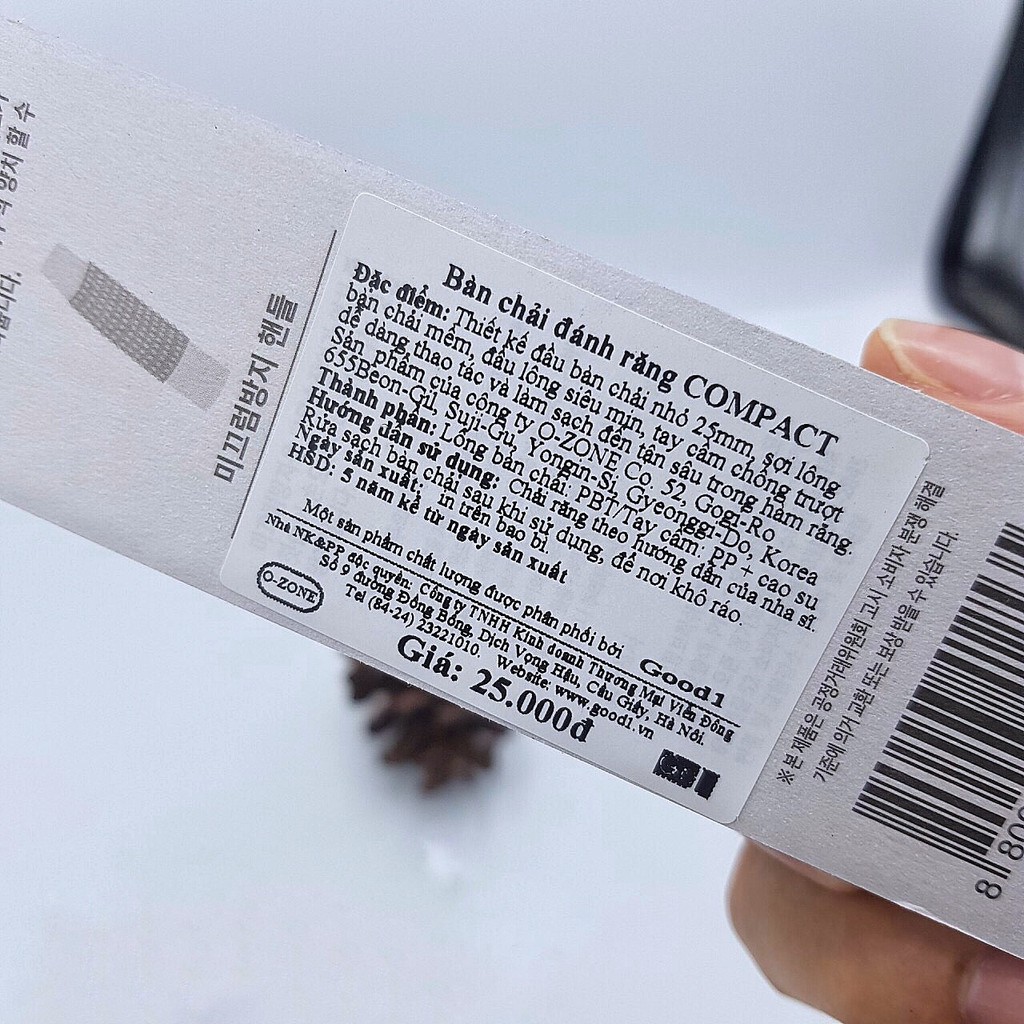 양치 할 수
미끄럼방지 핸들
Bàn chải đánh răng COMPACT
Đặc điểm: Thiết kế đầu bàn chải nhỏ 25mm, sợi lông
bàn chải mềm, đầu lông siêu mịn, tay cầm chống trượt
dễ dàng thao tác và làm sạch đến tận sâu trong hàm răng.
Sản phẩm của công ty O-ZONE Co. 52, Gogi-Ro
655Beon-Gil, Suji-Gu, Yongin-Si, Gyeonggi-Do, Korea
Thành phần: Lông bàn chải: PBT/Tay cầm: PP + cao su
Hướng dẫn sử dụng: Chải răng theo hướng dẫn của nha sĩ.
Rửa sạch bàn chải sau khi sử dụng, để nơi khô ráo.
Ngày sản xuất: in trên bao bì.
HSD: 5 năm kể từ ngày sản xuất
Một sản phẩm chất lượng được phân phối bởi Good1
O-ZONE
Nhà NK&PP độc quyền: Công ty TNHH Kinh doanh Thương Mại Viễn Đông
Số 9 đường Đông Bông, Dịch Vọng Hậu, Cầu Giấy, Hà Nội.
Tel (84-24) 23221010. Website: www.good1.vn
Giá: 25.000đ
※ 본 제품은 공정거래위원회 고시 소비자 분쟁 해결
기준에 의거 교환 또는 보상 받을 수 있습니다.
8 80